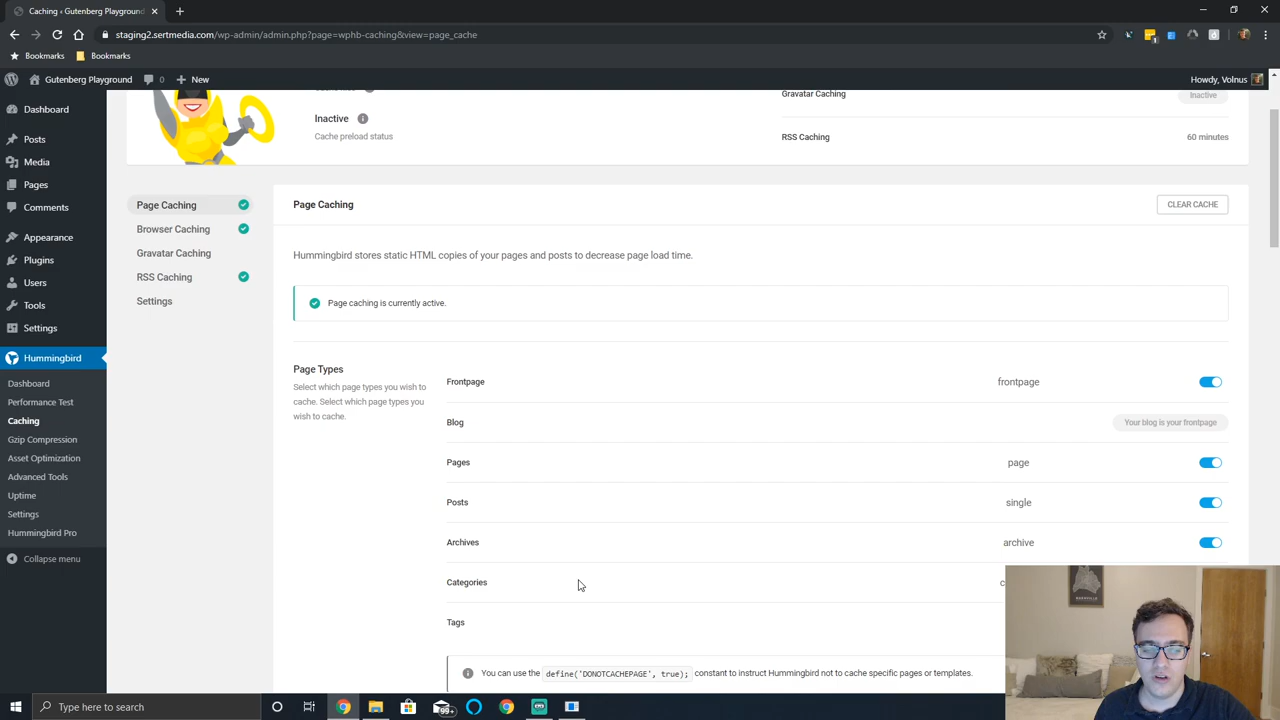 Caching ‹ Gutenberg Playground
staging2.sertmedia.com/wp-admin/admin.php?page=wphb-caching&view=page_cache
1
Bookmarks Bookmarks
Gutenberg Playground 0 New Howdy, Volnus
Dashboard
Posts
Media
Pages
Comments
Appearance
Plugins
Users
Tools
Settings
Hummingbird
Dashboard
Performance Test
Caching
Gzip Compression
Asset Optimization
Advanced Tools
Uptime
Settings
Hummingbird Pro
Collapse menu
Inactive
Cache preload status
Gravatar Caching Inactive
RSS Caching 60 minutes
Page Caching
Browser Caching
Gravatar Caching
RSS Caching
Settings
Page Caching CLEAR CACHE
Hummingbird stores static HTML copies of your pages and posts to decrease page load time.
Page caching is currently active.
Page Types
Select which page types you wish to
cache. Select which page types you
wish to cache.
Frontpage frontpage
Blog Your blog is your frontpage
Pages page
Posts single
Archives archive
Categories
Tags
You can use the define('DONOTCACHEPAGE', true); constant to instruct Hummingbird not to cache specific pages or templates.
Type here to search
99+